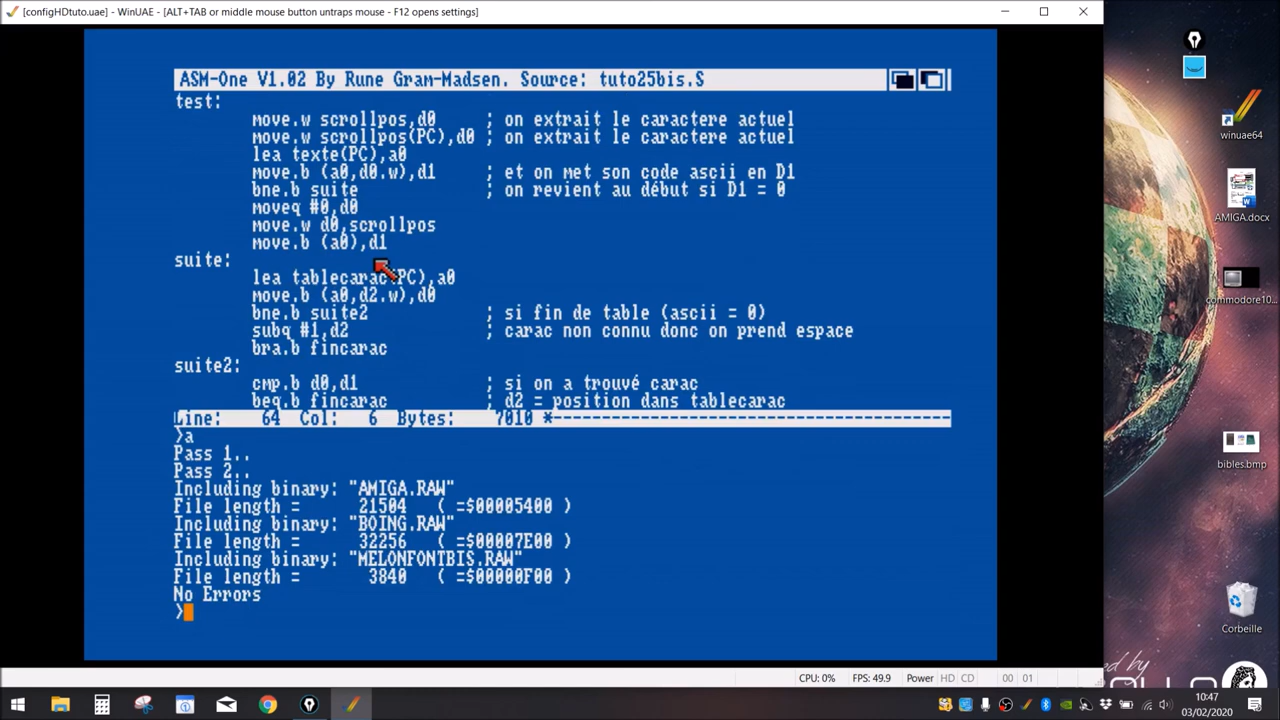 [configHDtuto.uae] - WinUAE - [ALT+TAB or middle mouse button untraps mouse - F12 opens settings]
ASM-One V1.02 By Rune Gram-Madsen. Source: tuto25bis.S
test:
move.w scrollpos,d0 ; on extrait le caractere actuel
move.w scrollpos(PC),d0 ; on extrait le caractere actuel
lea texte(PC),a0
move.b (a0,d0.w),d1 ; et on met son code ascii en D1
bne.b suite ; on revient au début si D1 = 0
moveq #0,d0
move.w d0,scrollpos
move.b (a0),d1
suite:
lea tablecarac(PC),a0
move.b (a0,d2.w),d0
bne.b suite2 ; si fin de table (ascii = 0)
subq #1,d2 ; carac non connu donc on prend espace
bra.b fincarac
suite2:
cmp.b d0,d1 ; si on a trouvé carac
beq.b fincarac ; d2 = position dans tablecarac
Line: 64 Col: 6 Bytes: 7010 *----------------------------------------------
>a
Pass 1..
Pass 2..
Including binary: "AMIGA.RAW"
File length = 21504 ( =$00005400 )
Including binary: "BOING.RAW"
File length = 32256 ( =$00007E00 )
Including binary: "MELONFONTBIS.RAW"
File length = 3840 ( =$00000F00 )
No Errors
>
CPU: 0% FPS: 49.9 Power HD CD 00 01
winuae64
AMIGA.docx
commodore10...
bibles.bmp
Corbeille
10:47
03/02/2020